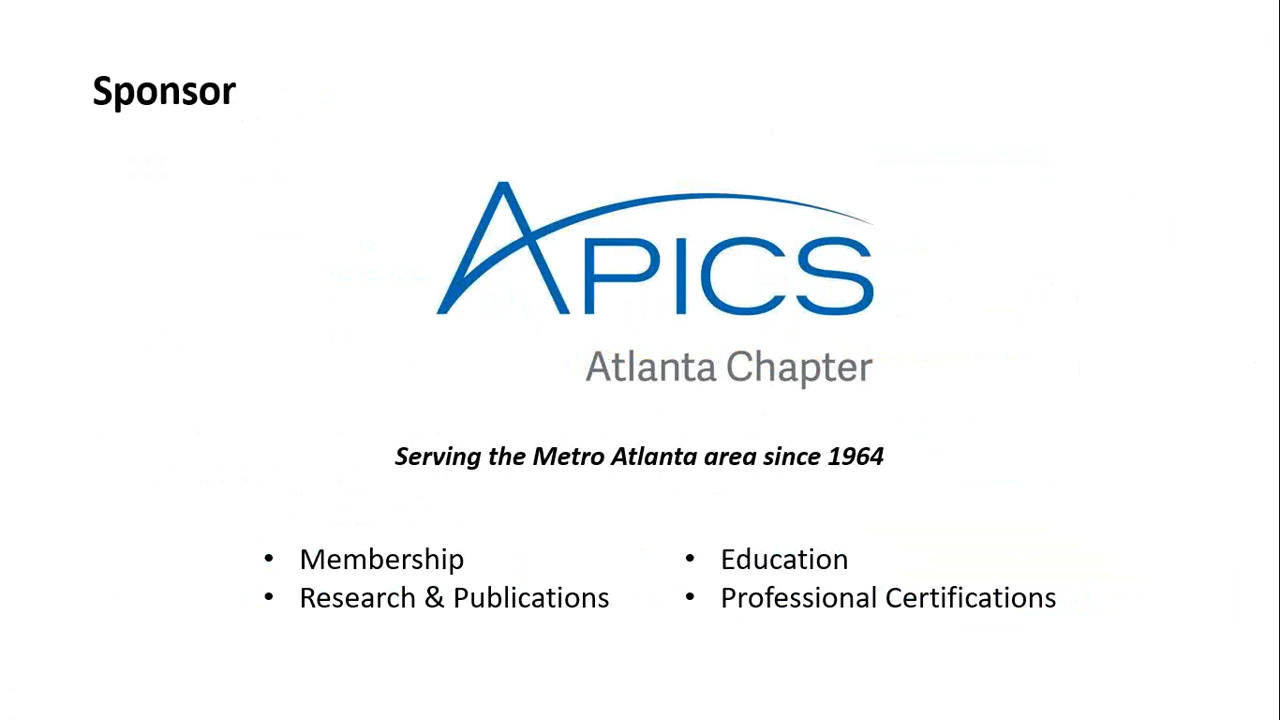 Sponsor
APICS
Atlanta Chapter
Serving the Metro Atlanta area since 1964
• Membership
• Research & Publications
• Education
• Professional Certifications